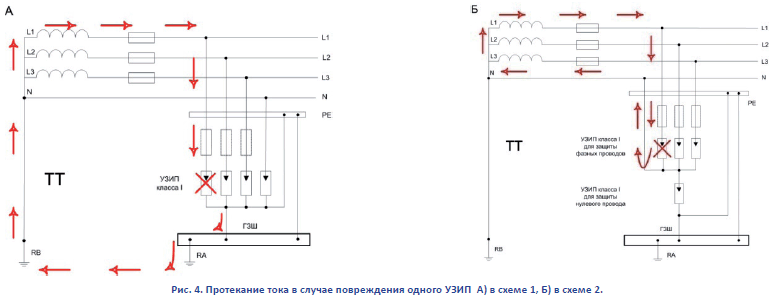 А
L1
L1
L2
L2
L3
L3
N
N
PE
УЗИП
класса I
ТТ
ГЗШ
RB
RA
Б
L1
L1
L2
L2
L3
L3
N
N
PE
УЗИП класса I
для защиты
фазных проводов
ТТ
УЗИП класса I
для защиты
нулевого провода
ГЗШ
RB
RA
Рис. 4. Протекание тока в случае повреждения одного УЗИП А) в схеме 1, Б) в схеме 2.